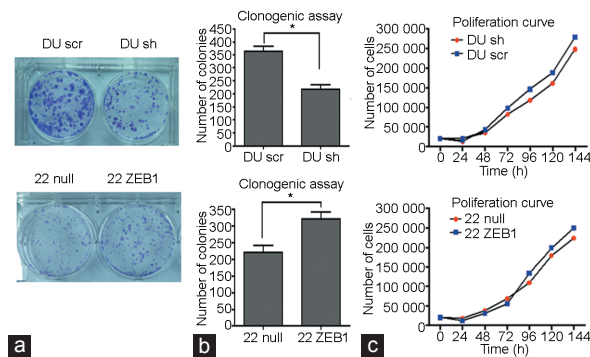 DU scr DU sh
22 null 22 ZEB1
a
Clonogenic assay
*
Number of colonies
450
400
350
300
250
200
150
100
50
0
DU scr DU sh
Clonogenic assay
*
Number of colonies
350
300
250
200
150
100
50
0
22 null 22 ZEB1
b
Poliferation curve
DU sh
DU scr
Number of cells
300 000
250 000
200 000
150 000
100 000
50 000
0
0 24 48 72 96 120 144
Time (h)
Poliferation curve
22 null
22 ZEB1
Number of cells
300 000
250 000
200 000
150 000
100 000
50 000
0
0 24 48 72 96 120 144
Time (h)
c